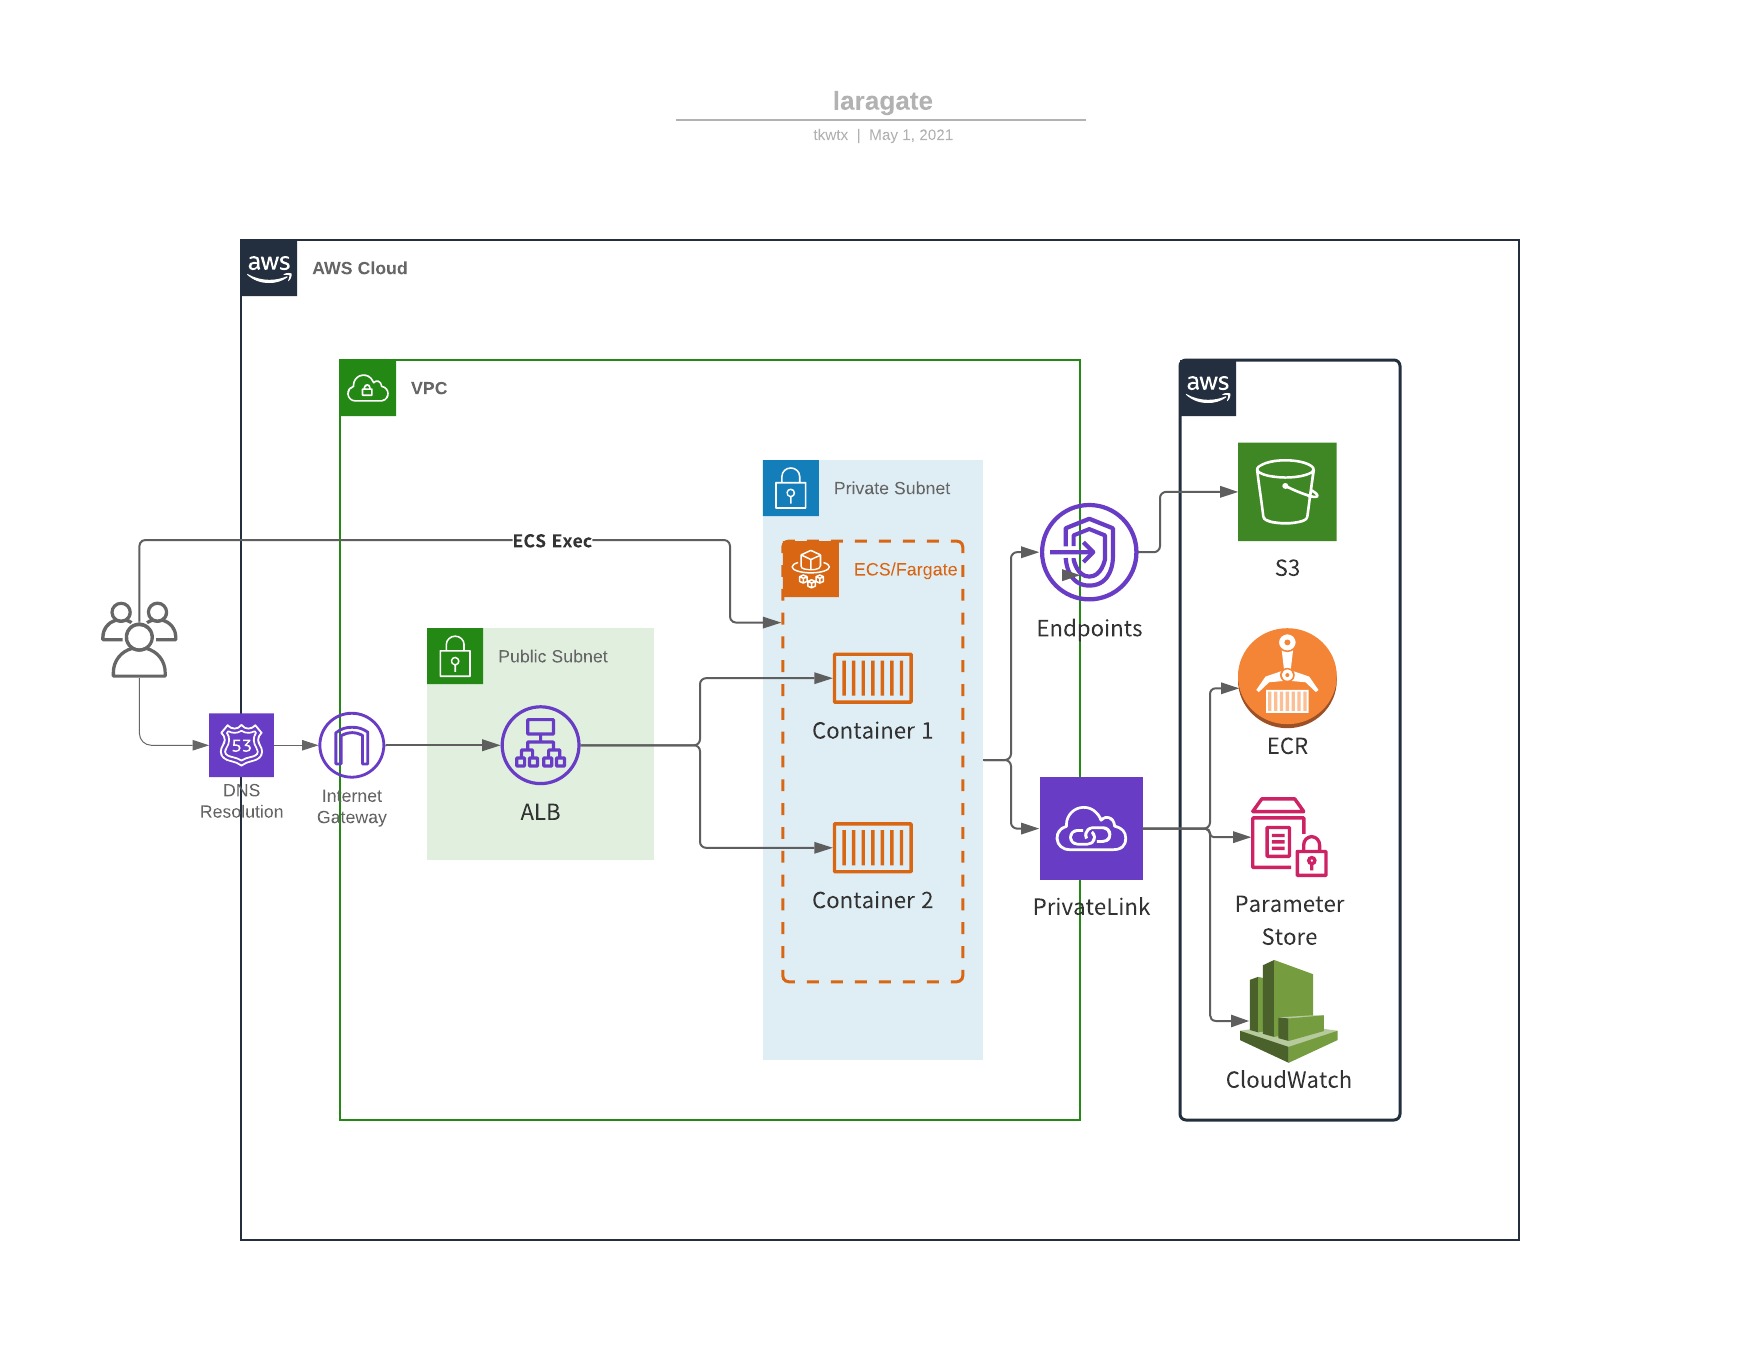 laragate
tkwtx | May 1, 2021
aws
AWS Cloud
VPC
aws
Private Subnet
ECS Exec
ECS/Fargate
S3
Endpoints
Public Subnet
Container 1
ECR
53
DNS
Resolution
Internet
Gateway
ALB
Container 2
PrivateLink
Parameter
Store
CloudWatch